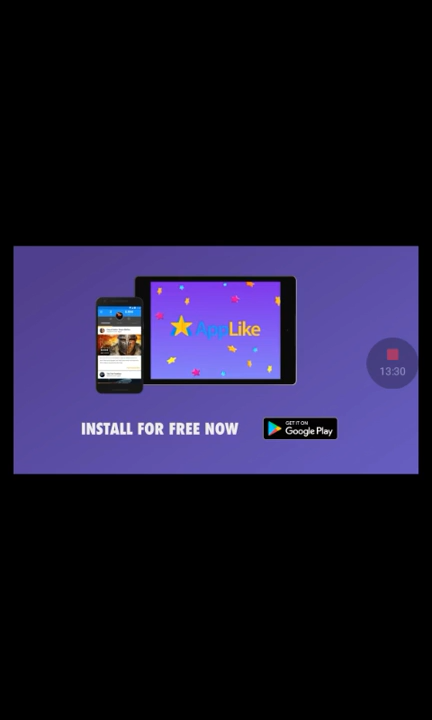 AppLike
INSTALL FOR FREE NOW
GET IT ON
Google Play
13:30